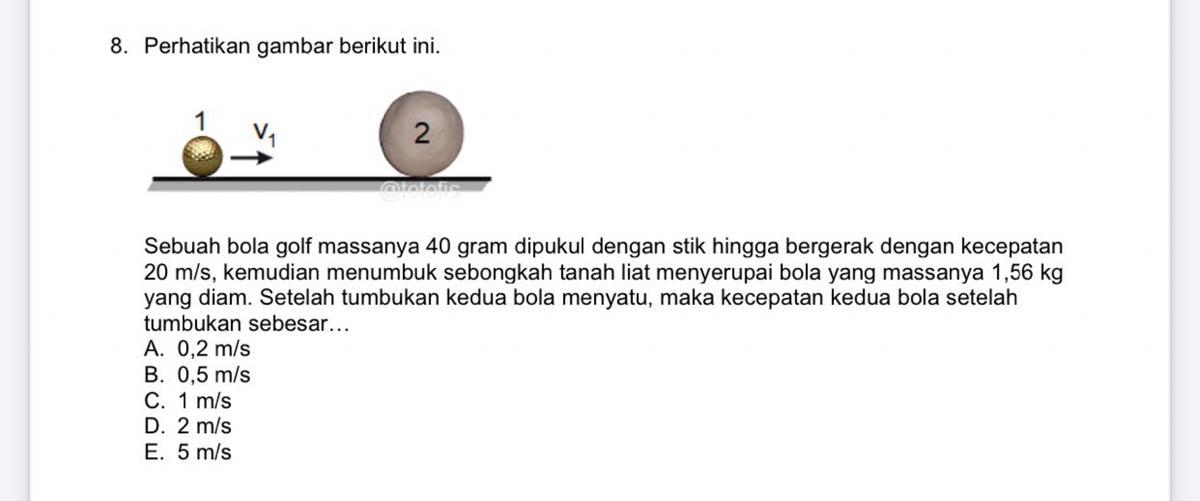 8. Perhatikan gambar berikut ini.
1
V₁
2
@totofis
Sebuah bola golf massanya 40 gram dipukul dengan stik hingga bergerak dengan kecepatan
20 m/s, kemudian menumbuk sebongkah tanah liat menyerupai bola yang massanya 1,56 kg
yang diam. Setelah tumbukan kedua bola menyatu, maka kecepatan kedua bola setelah
tumbukan sebesar...
A. 0,2 m/s
B. 0,5 m/s
C. 1 m/s
D. 2 m/s
E. 5 m/s